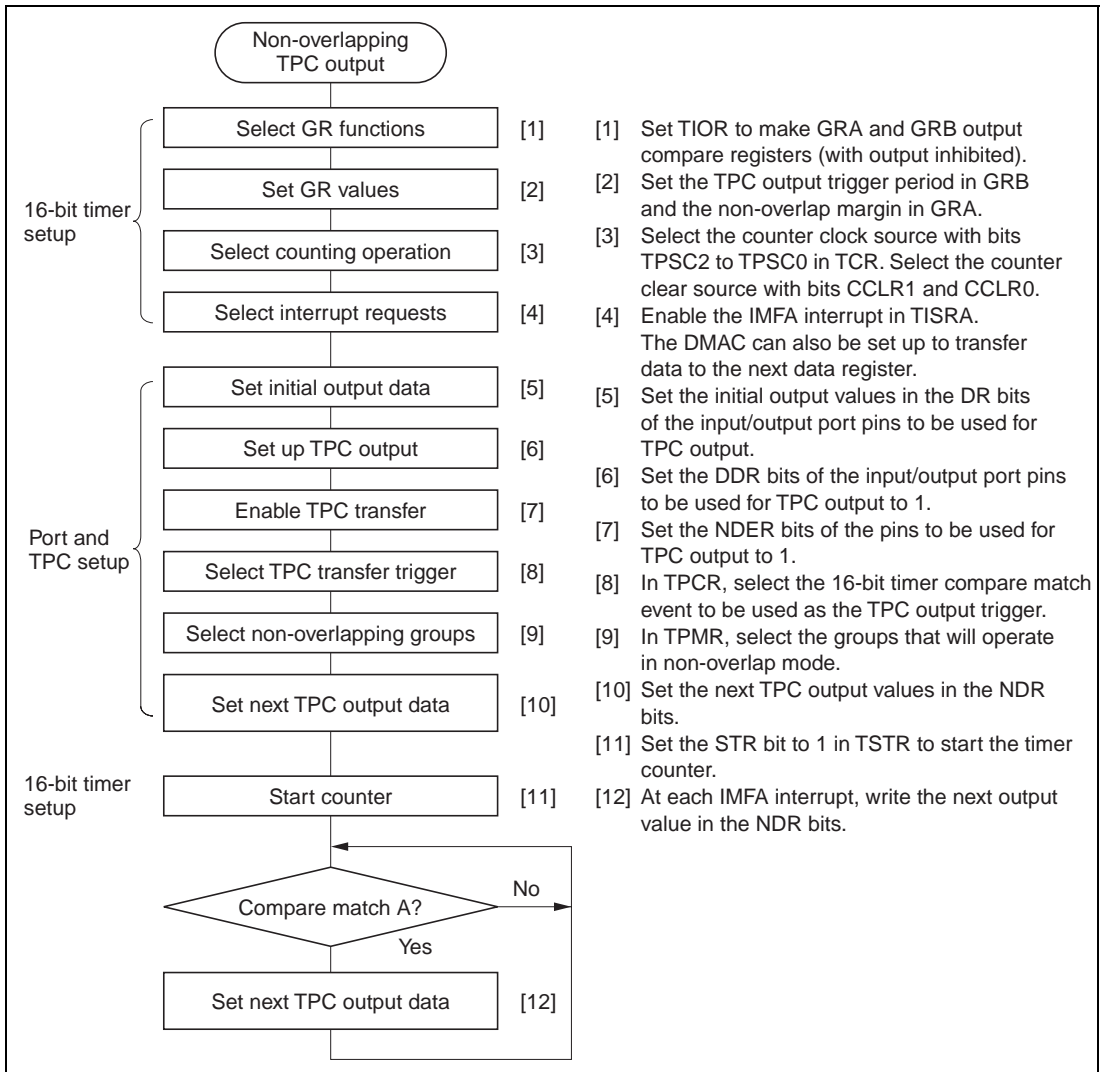 Non-overlapping
TPC output
16-bit timer
setup
Select GR functions [1]
Set GR values [2]
Select counting operation [3]
Select interrupt requests [4]
Port and
TPC setup
Set initial output data [5]
Set up TPC output [6]
Enable TPC transfer [7]
Select TPC transfer trigger [8]
Select non-overlapping groups [9]
Set next TPC output data [10]
16-bit timer
setup
Start counter [11]
Compare match A?
No
Yes
Set next TPC output data [12]
[1] Set TIOR to make GRA and GRB output
compare registers (with output inhibited).
[2] Set the TPC output trigger period in GRB
and the non-overlap margin in GRA.
[3] Select the counter clock source with bits
TPSC2 to TPSC0 in TCR. Select the counter
clear source with bits CCLR1 and CCLR0.
[4] Enable the IMFA interrupt in TISRA.
The DMAC can also be set up to transfer
data to the next data register.
[5] Set the initial output values in the DR bits
of the input/output port pins to be used for
TPC output.
[6] Set the DDR bits of the input/output port pins
to be used for TPC output to 1.
[7] Set the NDER bits of the pins to be used for
TPC output to 1.
[8] In TPCR, select the 16-bit timer compare match
event to be used as the TPC output trigger.
[9] In TPMR, select the groups that will operate
in non-overlap mode.
[10] Set the next TPC output values in the NDR
bits.
[11] Set the STR bit to 1 in TSTR to start the timer
counter.
[12] At each IMFA interrupt, write the next output
value in the NDR bits.